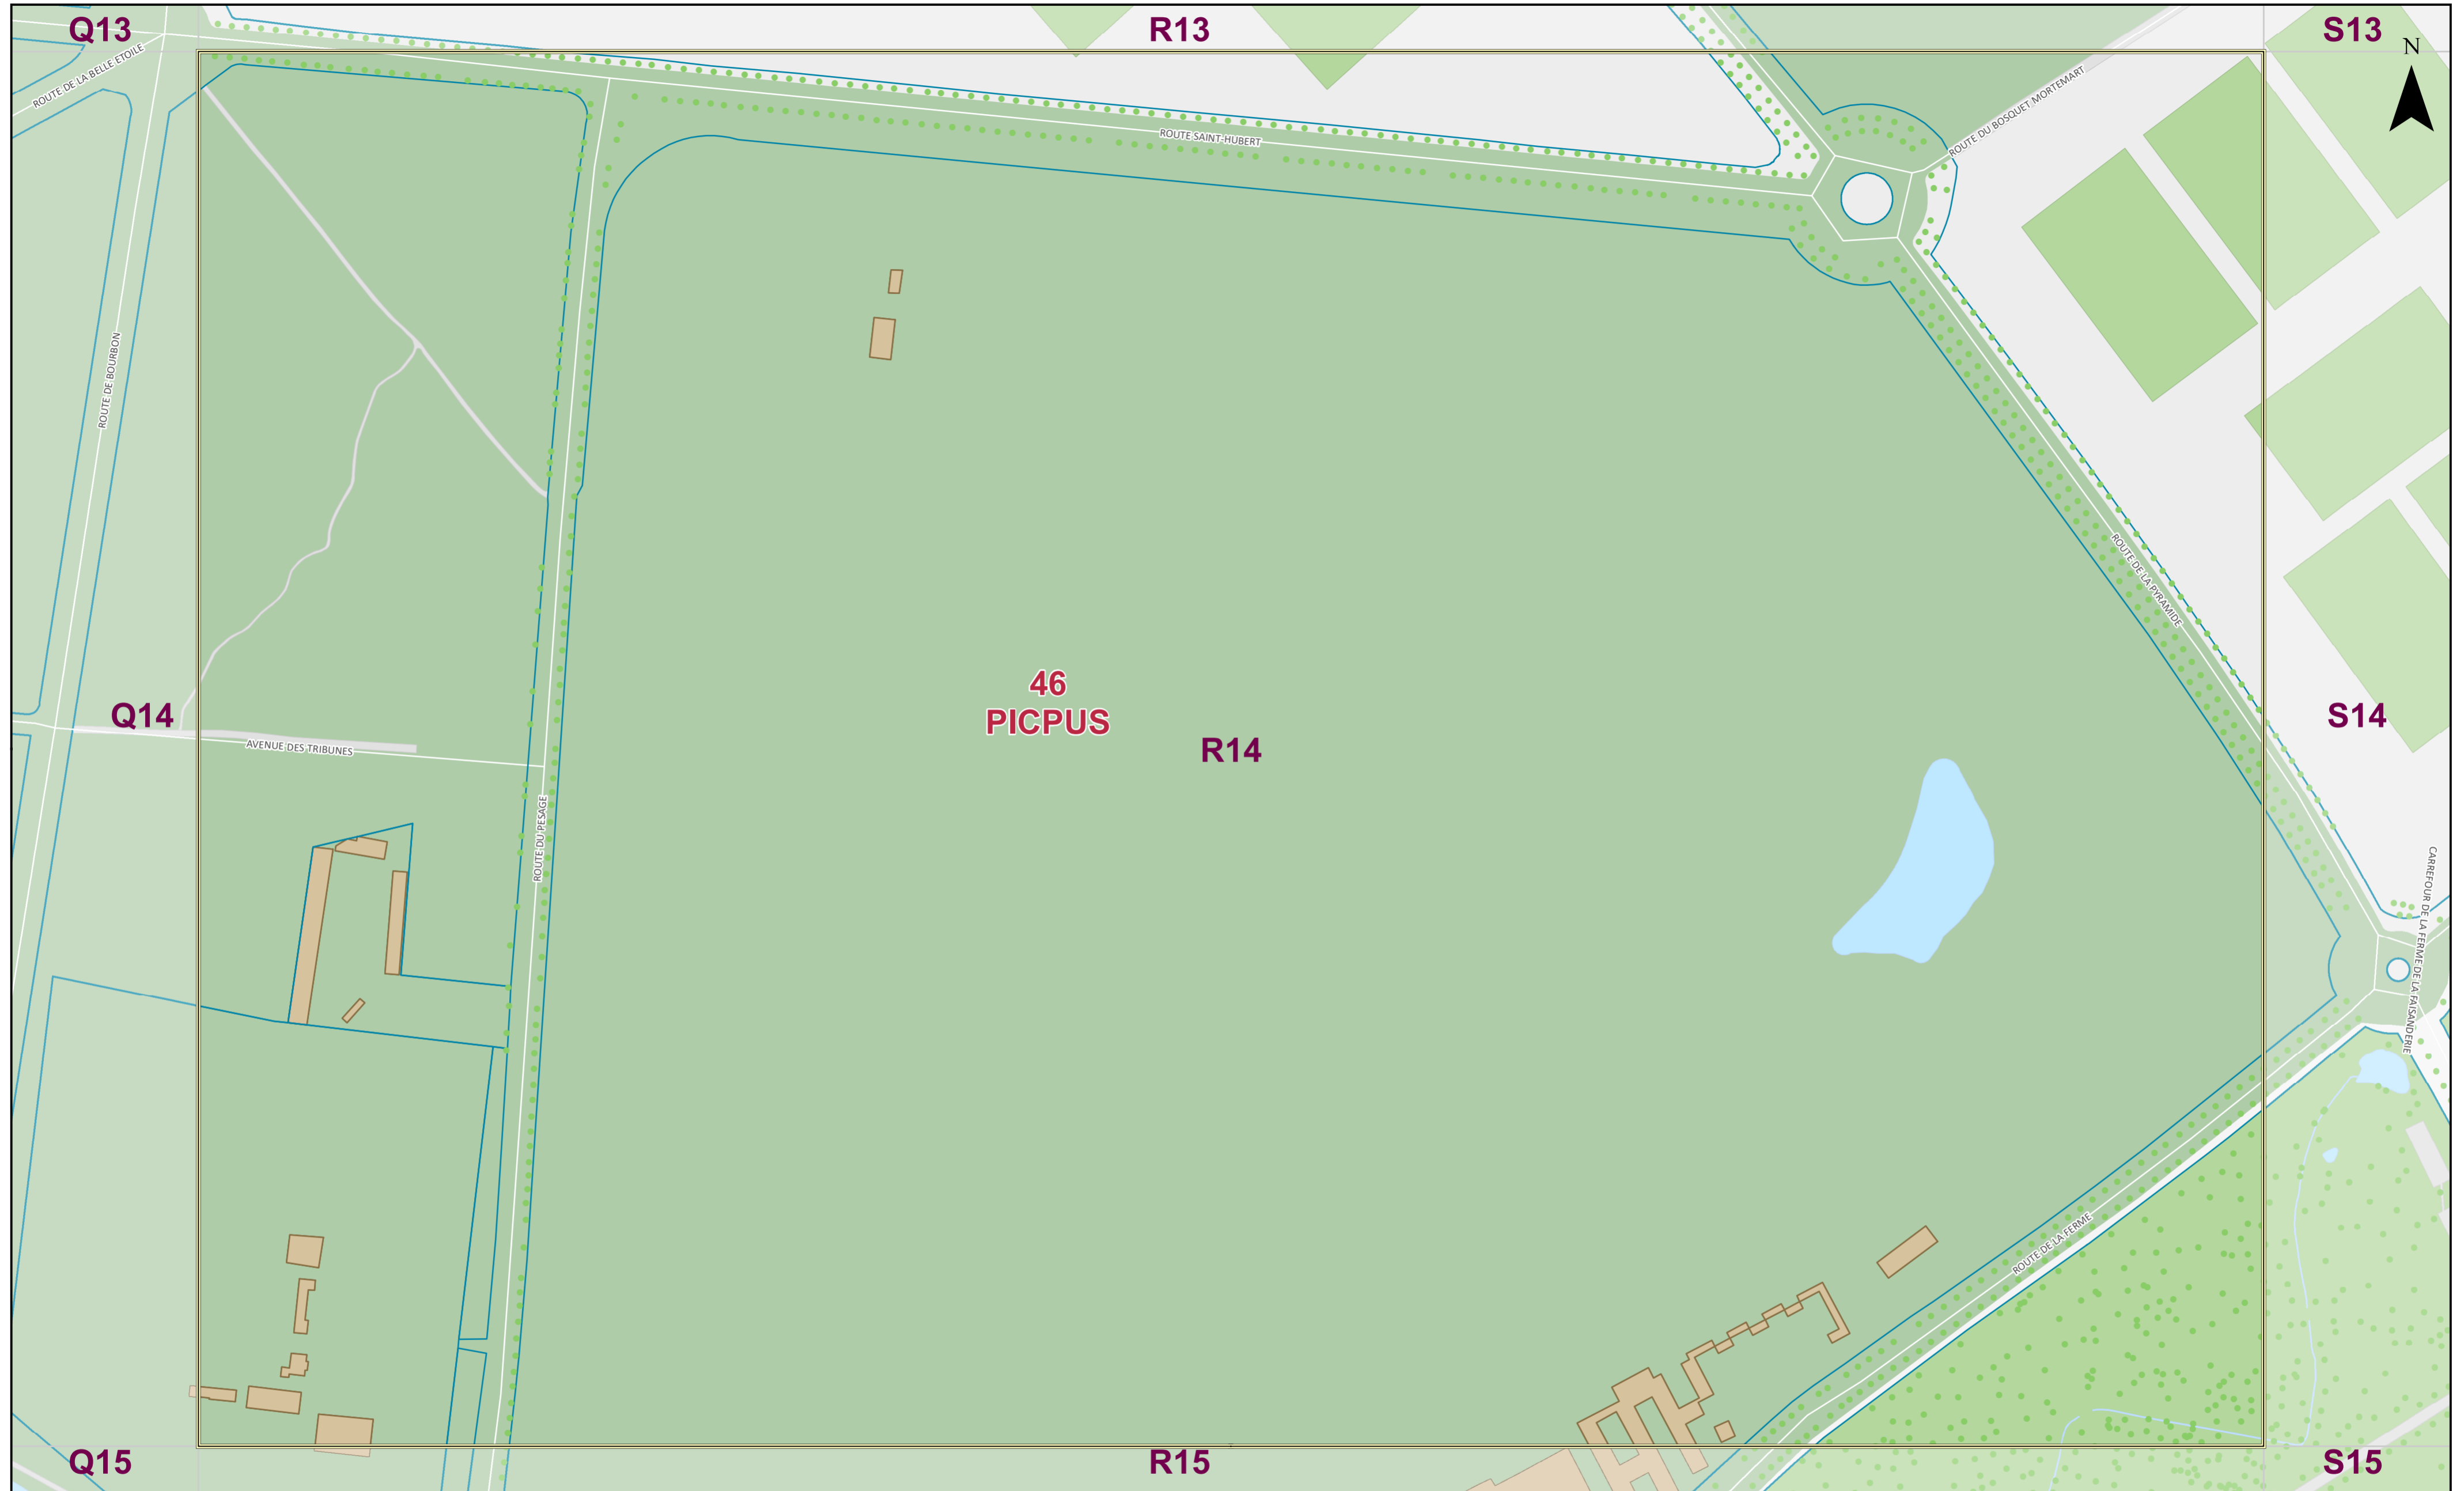 Q13
R13
S13
N
ROUTE DE LA BELLE ETOILE
ROUTE DU BOSQUET MORTEMART
ROUTE SAINT-HUBERT
ROUTE DE BOURBON
ROUTE DE LA PYRAMIDE
46
PICPUS
Q14
R14
S14
AVENUE DES TRIBUNES
ROUTE DU PESAGE
CARREFOUR DE LA FERME DE LA FAISANDERIE
ROUTE DE LA FERME
Q15
R15
S15